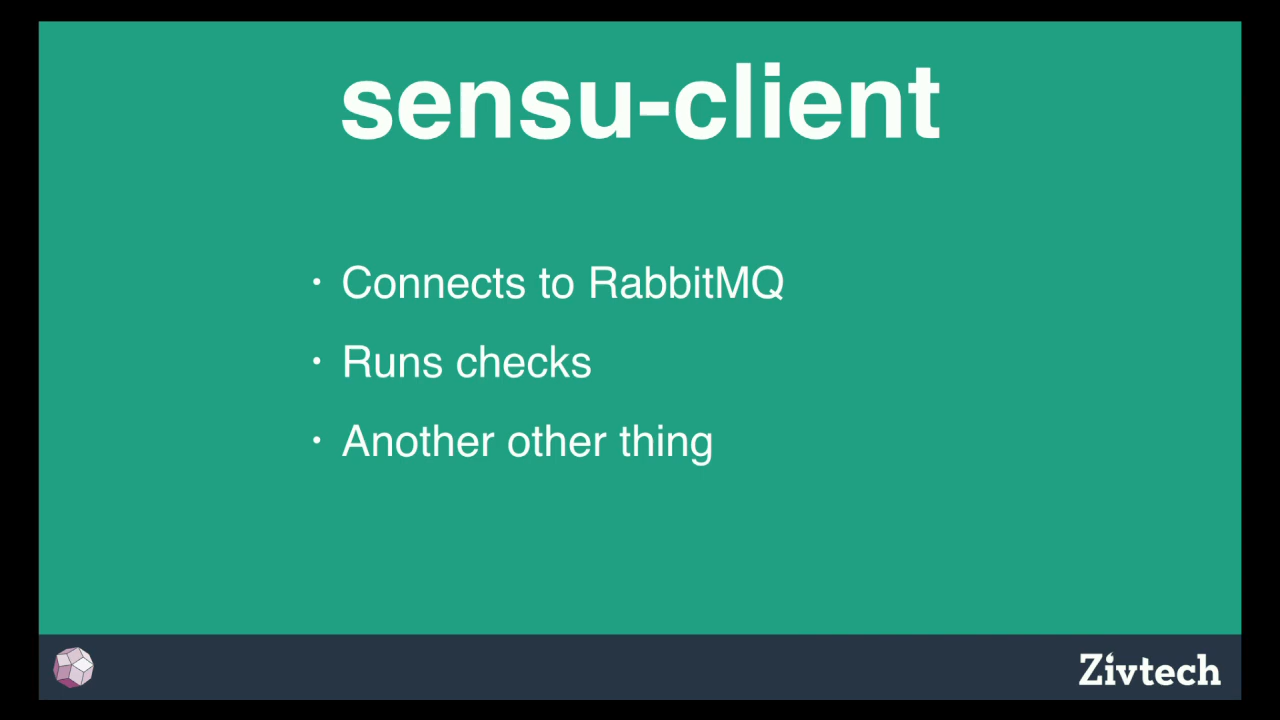 sensu-client
• Connects to RabbitMQ
• Runs checks
• Another other thing
Zivtech